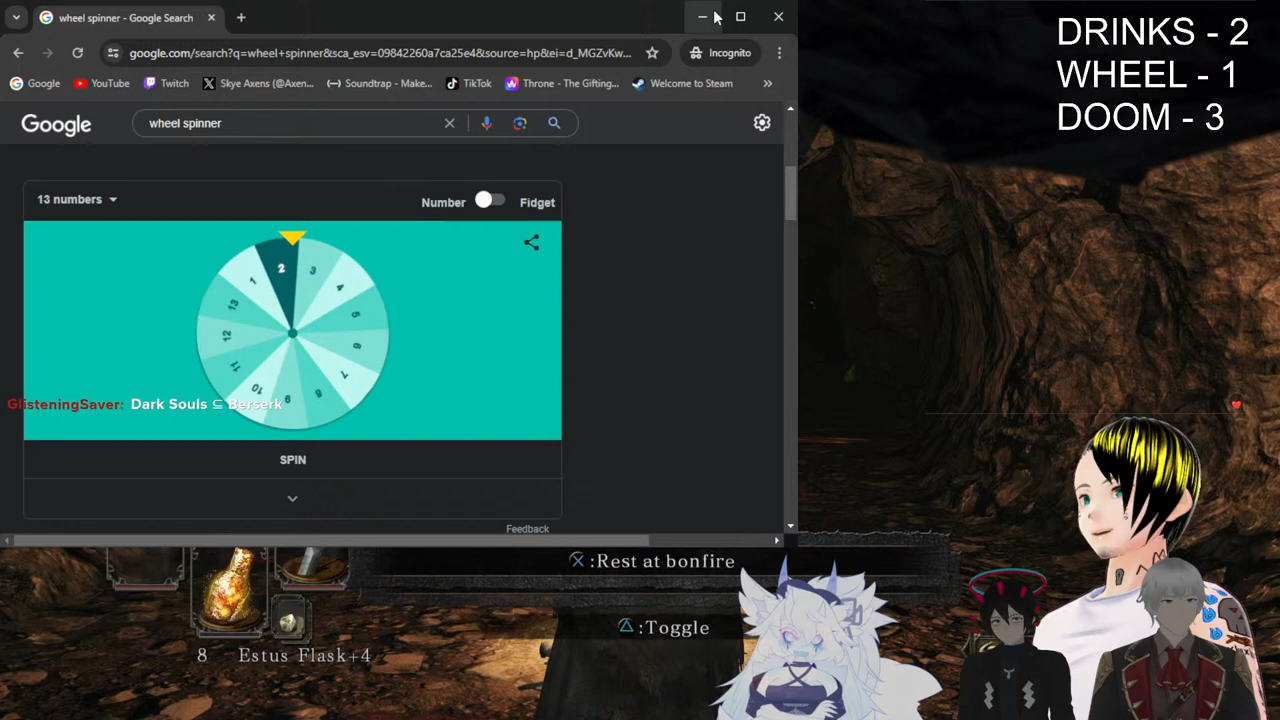 wheel spinner - Google Search
google.com/search?q=wheel+spinner&sca_esv=09842260a7ca25e4&source=hp&ei=d_MGZvKw...
Incognito
Google
YouTube
Twitch
Skye Axens (@Axen...
Soundtrap - Make...
TikTok
Throne - The Gifting...
Welcome to Steam
Google
wheel spinner
13 numbers
Number
Fidget
1
2
3
4
5
6
7
8
9
10
11
12
13
GlisteningSaver: Dark Souls ⊆ Berserk
SPIN
Feedback
DRINKS - 2
WHEEL - 1
DOOM - 3
:Rest at bonfire
:Toggle
8 Estus Flask+4